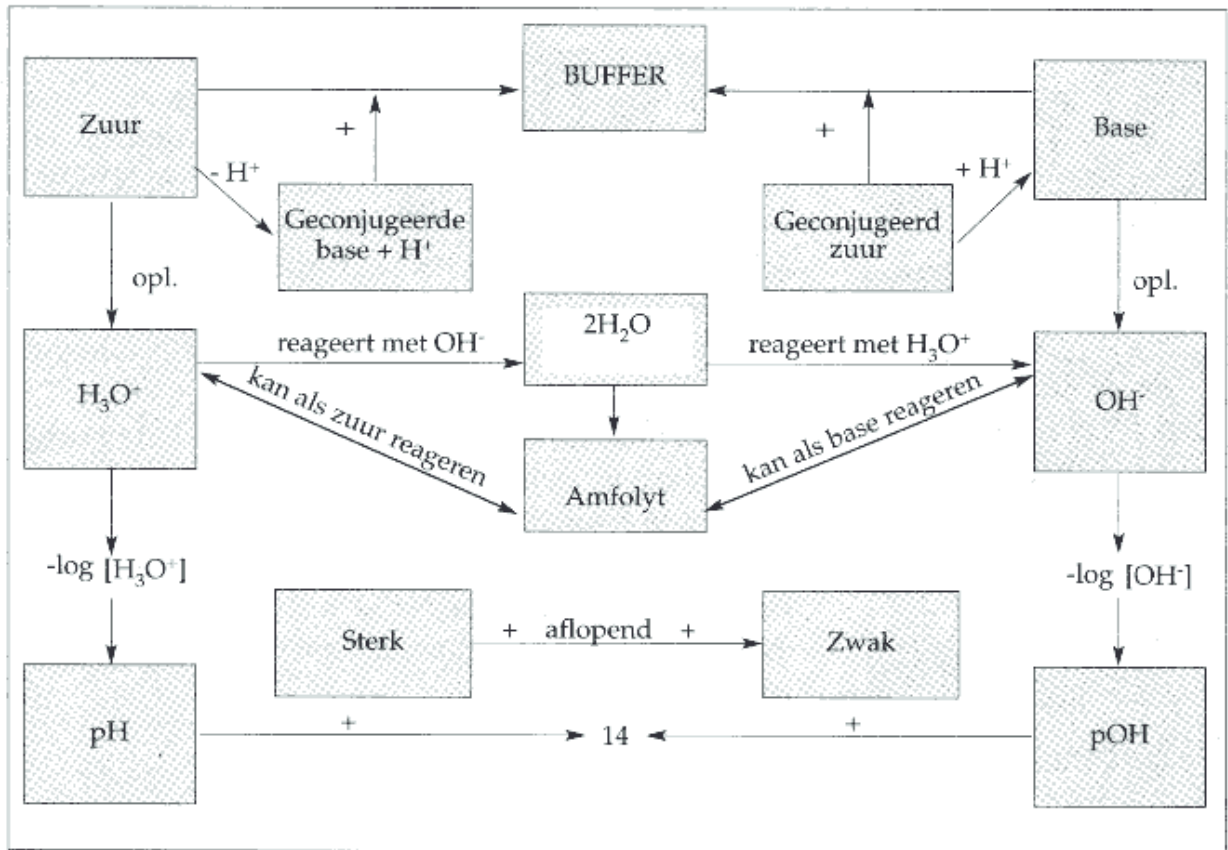 BUFFER
Zuur
Base
+
+
- H⁺
+ H⁺
Geconjugeerde
base + H⁺
Geconjugeerd
zuur
opl.
opl.
2H₂O
reageert met OH⁻
reageert met H₃O⁺
H₃O⁺
OH⁻
kan als zuur reageren
kan als base reageren
Amfolyt
-log [H₃O⁺]
-log [OH⁻]
Sterk
+ aflopend +
Zwak
pH
+
14
+
pOH